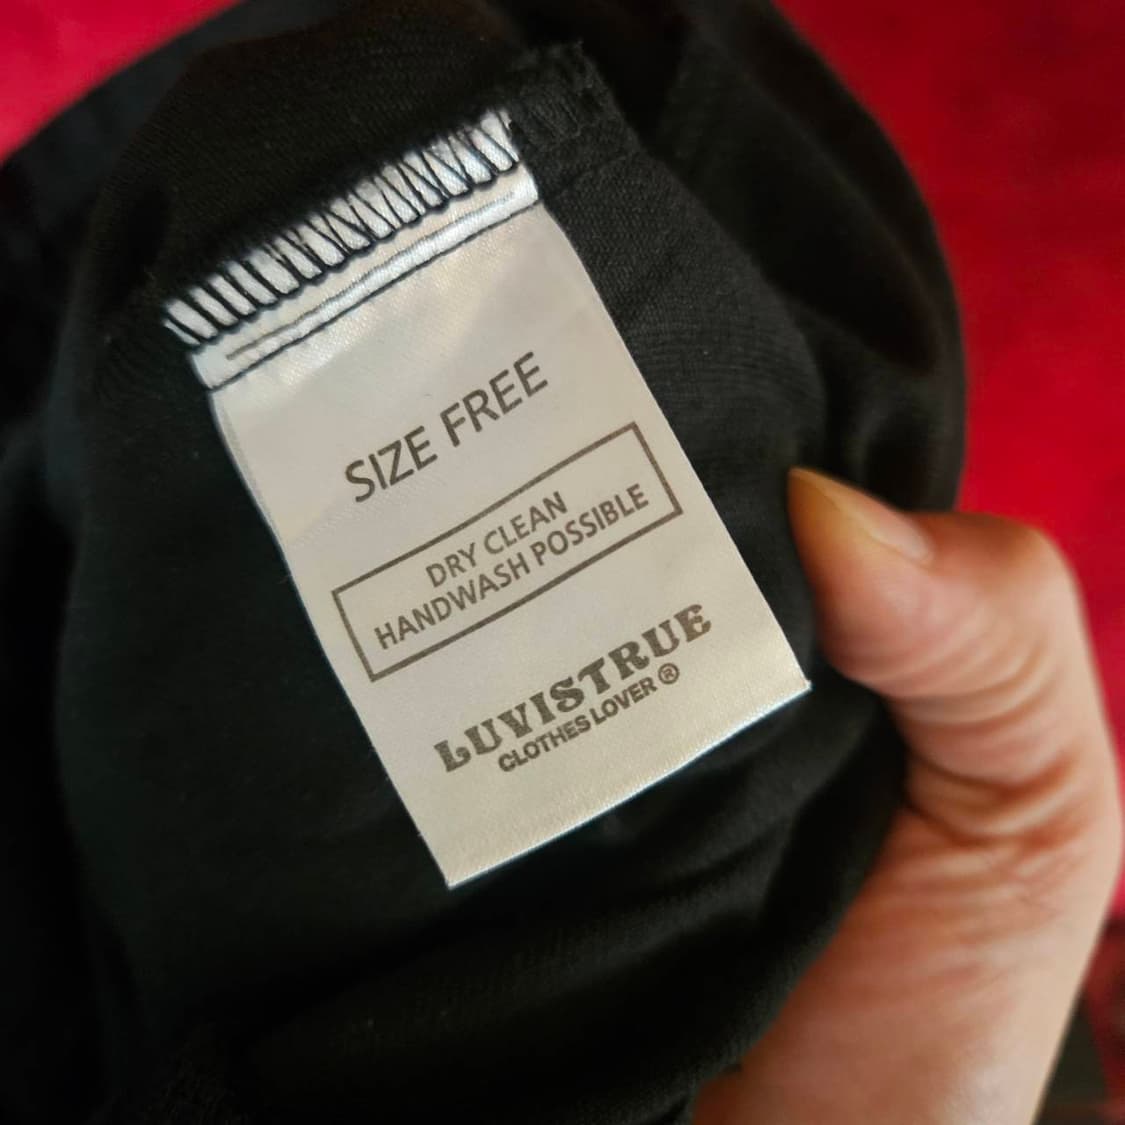 SIZE FREE
DRY CLEAN
HANDWASH POSSIBLE
LUVISTRUE
CLOTHES LOVER ®